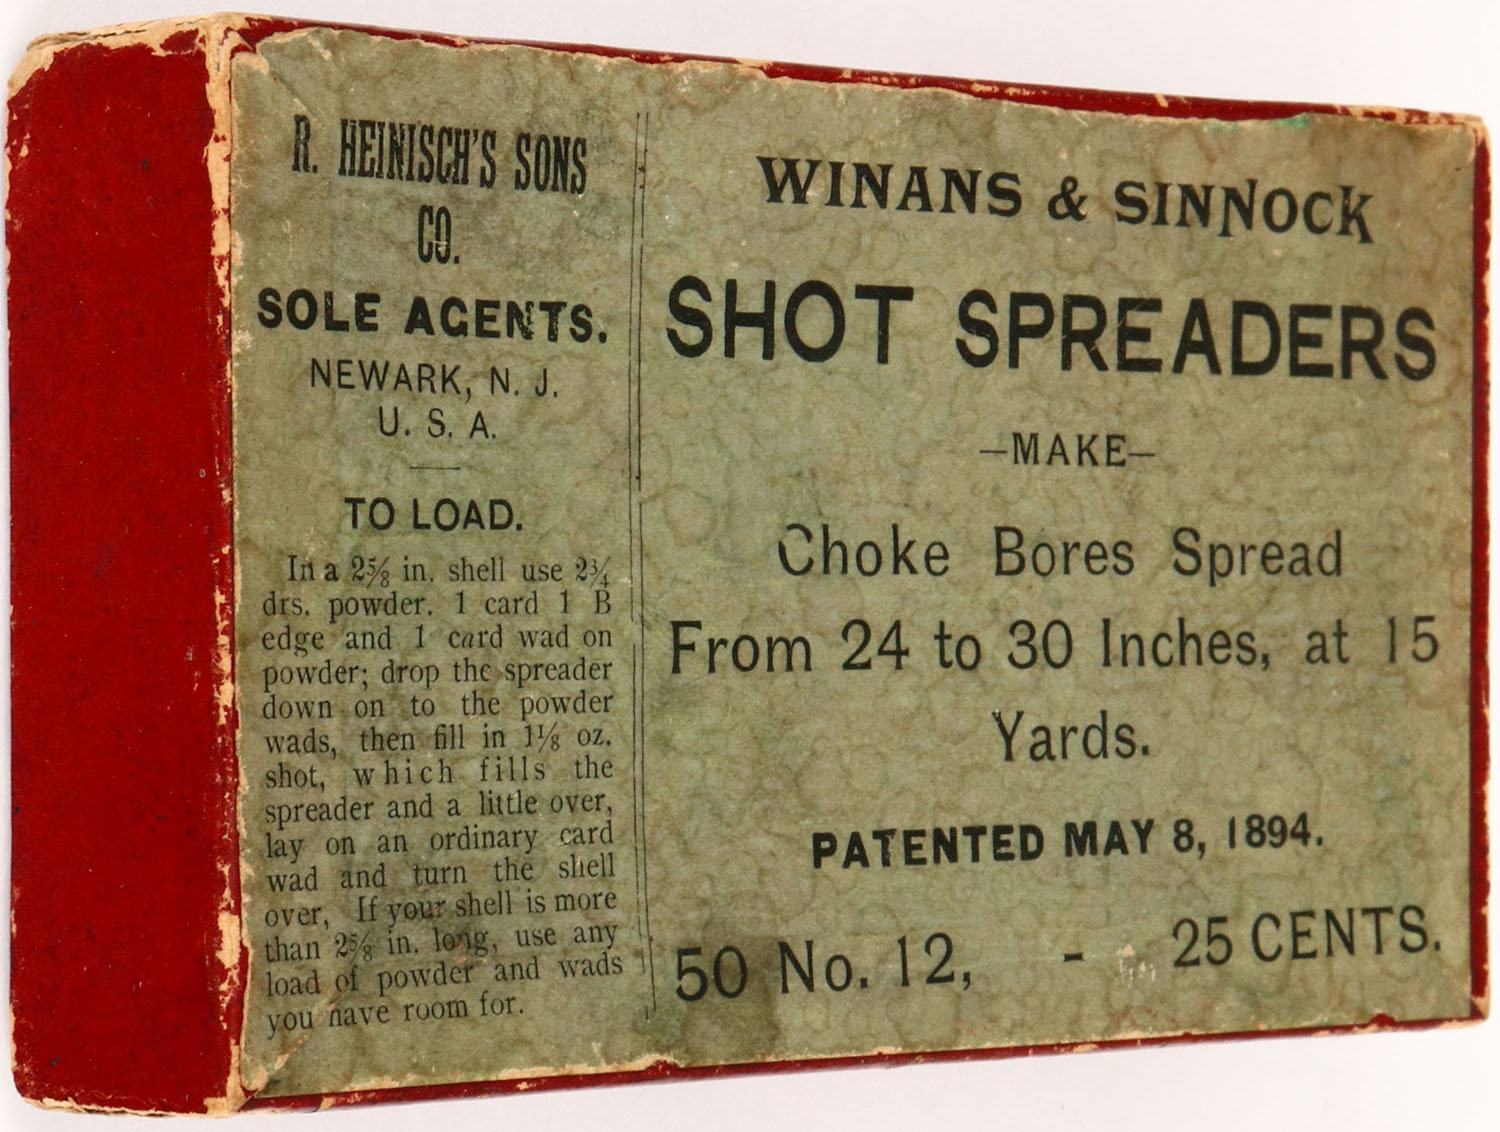 R. HEINISCH'S SONS
CO.
SOLE AGENTS.
NEWARK, N. J.
U. S. A.
TO LOAD.
In a 2⅝ in. shell use 2¾
drs. powder. 1 card 1 B
edge and 1 card wad on
powder; drop the spreader
down on to the powder
wads, then fill in 1⅛ oz.
shot, which fills the
spreader and a little over,
lay on an ordinary card
wad and turn the shell
over, If your shell is more
than 2⅝ in. long, use any
load of powder and wads
you have room for.
WINANS & SINNOCK
SHOT SPREADERS
—MAKE—
Choke Bores Spread
From 24 to 30 Inches, at 15
Yards.
PATENTED MAY 8, 1894.
50 No. 12, - 25 CENTS.